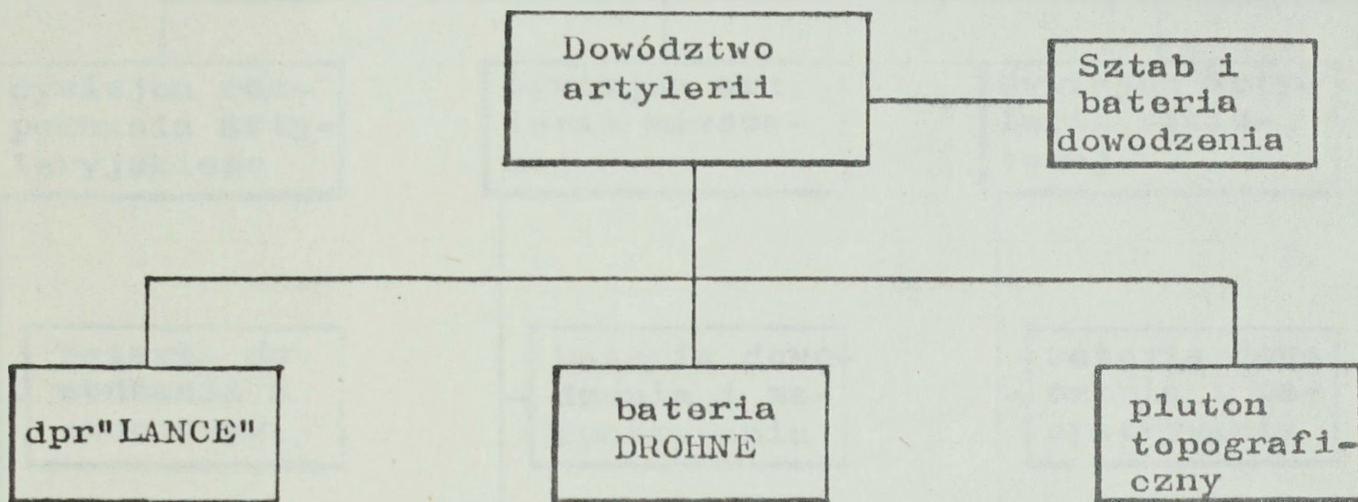 Dowództwo
artylerii
Sztab i
bateria
dowodzenia
dpr"LANCE"
bateria
DROHNE
pluton
topografi-
czny